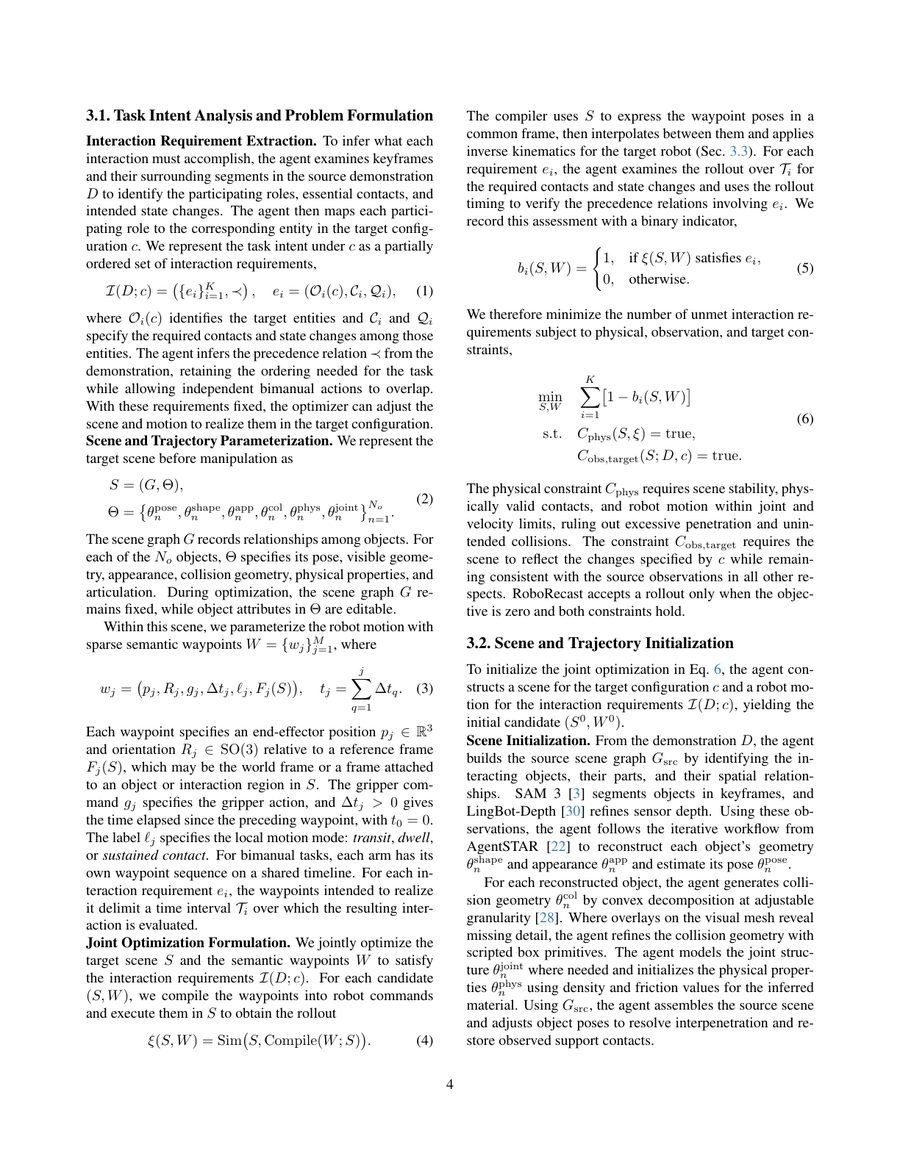 3.1. Task Intent Analysis and Problem Formulation
Interaction Requirement Extraction. To infer what each
interaction must accomplish, the agent examines keyframes
and their surrounding segments in the source demonstration
D to identify the participating roles, essential contacts, and
intended state changes. The agent then maps each partici-
pating role to the corresponding entity in the target config-
uration c. We represent the task intent under c as a partially
ordered set of interaction requirements,
I(D; c) = ({e_i}_{i=1}^K, ≺), e_i = (O_i(c), C_i, Q_i), (1)
where O_i(c) identifies the target entities and C_i and Q_i
specify the required contacts and state changes among those
entities. The agent infers the precedence relation ≺ from the
demonstration, retaining the ordering needed for the task
while allowing independent bimanual actions to overlap.
With these requirements fixed, the optimizer can adjust the
scene and motion to realize them in the target configuration.
Scene and Trajectory Parameterization. We represent the
target scene before manipulation as
S = (G, Θ),
Θ = {θ_n^pose, θ_n^shape, θ_n^app, θ_n^col, θ_n^phys, θ_n^joint}_{n=1}^{N_o}. (2)
The scene graph G records relationships among objects. For
each of the N_o objects, Θ specifies its pose, visible geome-
try, appearance, collision geometry, physical properties, and
articulation. During optimization, the scene graph G re-
mains fixed, while object attributes in Θ are editable.
Within this scene, we parameterize the robot motion with
sparse semantic waypoints W = {w_j}_{j=1}^M, where
w_j = (p_j, R_j, g_j, Δt_j, ℓ_j, F_j(S)), t_j = ∑_{q=1}^j Δt_q. (3)
Each waypoint specifies an end-effector position p_j ∈ ℝ^3
and orientation R_j ∈ SO(3) relative to a reference frame
F_j(S), which may be the world frame or a frame attached
to an object or interaction region in S. The gripper com-
mand g_j specifies the gripper action, and Δt_j > 0 gives
the time elapsed since the preceding waypoint, with t_0 = 0.
The label ℓ_j specifies the local motion mode: transit, dwell,
or sustained contact. For bimanual tasks, each arm has its
own waypoint sequence on a shared timeline. For each in-
teraction requirement e_i, the waypoints intended to realize
it delimit a time interval T_i over which the resulting inter-
action is evaluated.
Joint Optimization Formulation. We jointly optimize the
target scene S and the semantic waypoints W to satisfy
the interaction requirements I(D; c). For each candidate
(S, W), we compile the waypoints into robot commands
and execute them in S to obtain the rollout
ξ(S, W) = Sim(S, Compile(W; S)). (4)
The compiler uses S to express the waypoint poses in a
common frame, then interpolates between them and applies
inverse kinematics for the target robot (Sec. 3.3). For each
requirement e_i, the agent examines the rollout over T_i for
the required contacts and state changes and uses the rollout
timing to verify the precedence relations involving e_i. We
record this assessment with a binary indicator,
b_i(S, W) = {1, if ξ(S, W) satisfies e_i,
0, otherwise. (5)
We therefore minimize the number of unmet interaction re-
quirements subject to physical, observation, and target con-
straints,
min_{S,W} ∑_{i=1}^K [1 − b_i(S, W)]
s.t. C_phys(S, ξ) = true, (6)
C_obs,target(S; D, c) = true.
The physical constraint C_phys requires scene stability, phys-
ically valid contacts, and robot motion within joint and
velocity limits, ruling out excessive penetration and unin-
tended collisions. The constraint C_obs,target requires the
scene to reflect the changes specified by c while remain-
ing consistent with the source observations in all other re-
spects. RoboRecast accepts a rollout only when the objec-
tive is zero and both constraints hold.
3.2. Scene and Trajectory Initialization
To initialize the joint optimization in Eq. 6, the agent con-
structs a scene for the target configuration c and a robot mo-
tion for the interaction requirements I(D; c), yielding the
initial candidate (S^0, W^0).
Scene Initialization. From the demonstration D, the agent
builds the source scene graph G_src by identifying the in-
teracting objects, their parts, and their spatial relation-
ships. SAM 3 [3] segments objects in keyframes, and
LingBot-Depth [30] refines sensor depth. Using these ob-
servations, the agent follows the iterative workflow from
AgentSTAR [22] to reconstruct each object's geometry
θ_n^shape and appearance θ_n^app and estimate its pose θ_n^pose.
For each reconstructed object, the agent generates colli-
sion geometry θ_n^col by convex decomposition at adjustable
granularity [28]. Where overlays on the visual mesh reveal
missing detail, the agent refines the collision geometry with
scripted box primitives. The agent models the joint struc-
ture θ_n^joint where needed and initializes the physical proper-
ties θ_n^phys using density and friction values for the inferred
material. Using G_src, the agent assembles the source scene
and adjusts object poses to resolve interpenetration and re-
store observed support contacts.
4